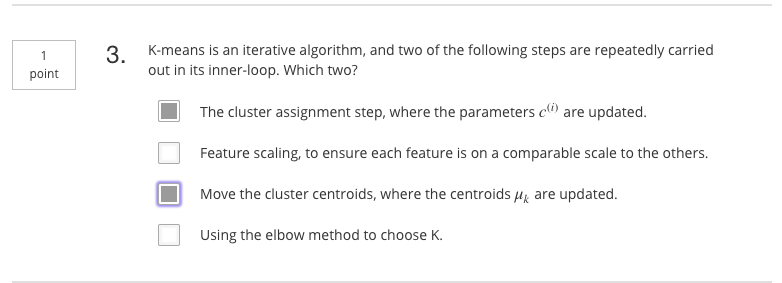 1
point
3.
K-means is an iterative algorithm, and two of the following steps are repeatedly carried
out in its inner-loop. Which two?
The cluster assignment step, where the parameters c⁽ⁱ⁾ are updated.
Feature scaling, to ensure each feature is on a comparable scale to the others.
Move the cluster centroids, where the centroids μₖ are updated.
Using the elbow method to choose K.